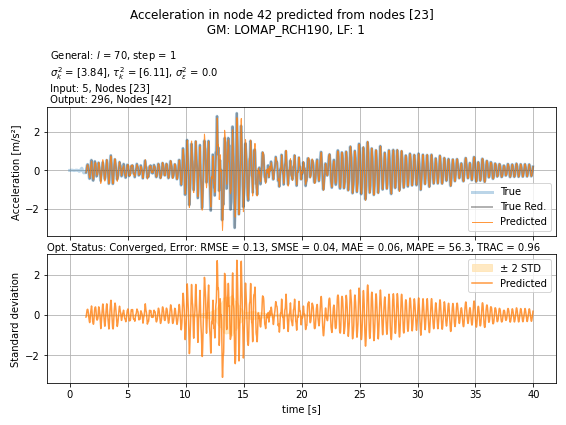 Acceleration in node 42 predicted from nodes [23]
GM: LOMAP_RCH190, LF: 1
General: l = 70, step = 1
σ²ₖ = [3.84], τ²ₖ = [6.11], σ²ε = 0.0
Input: 5, Nodes [23]
Output: 296, Nodes [42]
Acceleration [m/s²]
2
0
−2
True
True Red.
Predicted
Opt. Status: Converged, Error: RMSE = 0.13, SMSE = 0.04, MAE = 0.06, MAPE = 56.3, TRAC = 0.96
Standard deviation
2
0
−2
± 2 STD
Predicted
0 5 10 15 20 25 30 35 40
time [s]